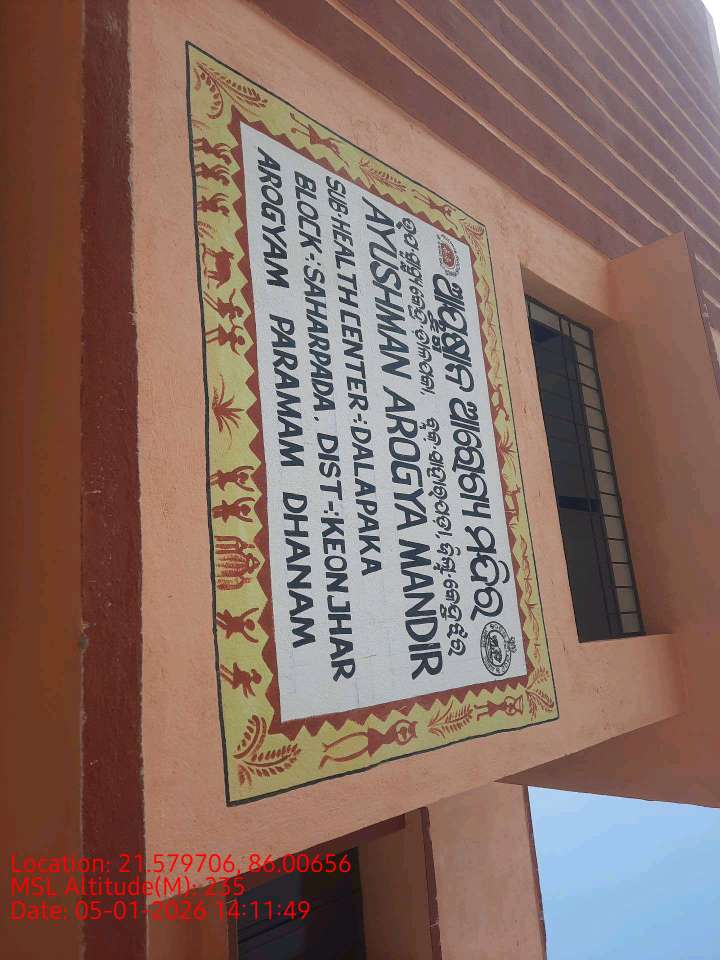 ଆୟୁଷ୍ମାନ ଆରୋଗ୍ୟ ମନ୍ଦିର
AYUSHMAN AROGYA MANDIR
SUB-HEALTH CENTER-:DALAPAKA
BLOCK-:SAHARPADA, DIST-:KEONJHAR
AROGYAM PARAMAM DHANAM
Location: 21.579706, 86.00656
MSL Altitude(M): 235
Date: 05-01-2026 14:11:49